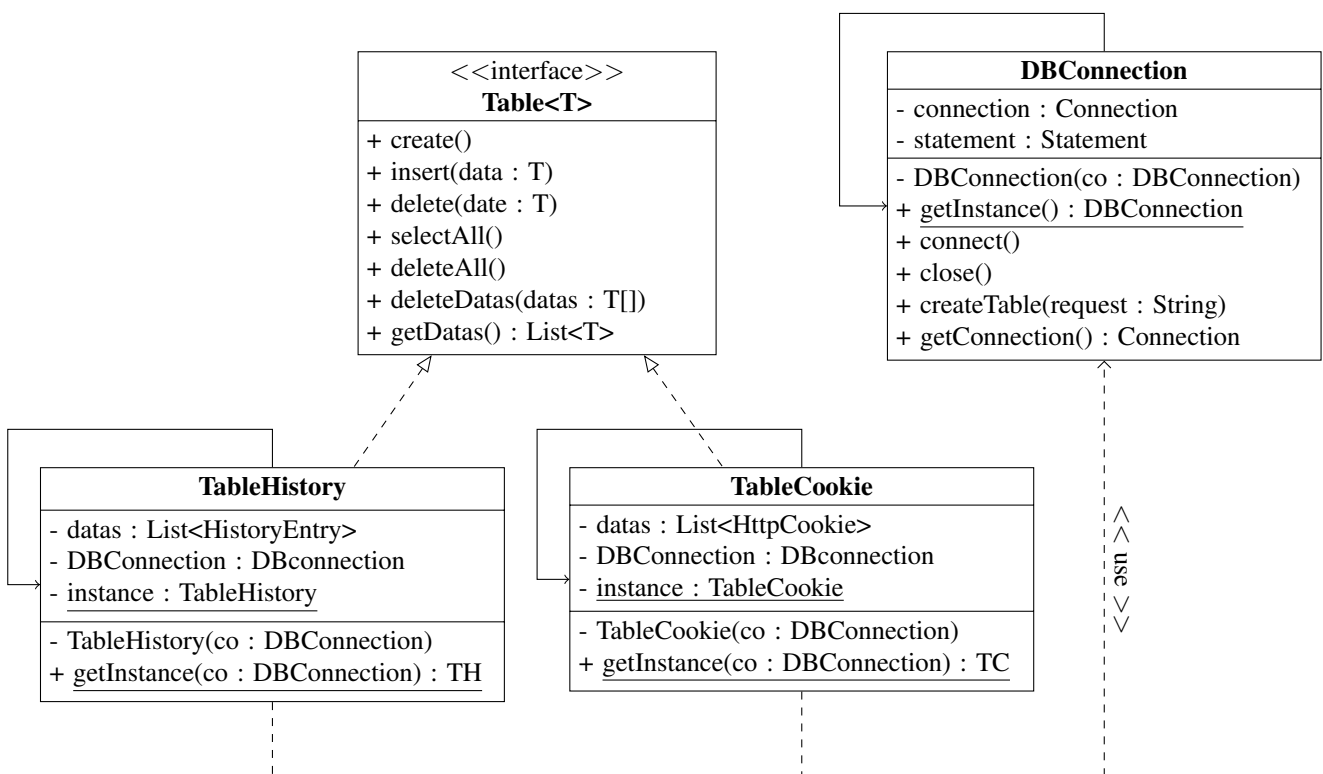 <<interface>>
Table<T>
+ create()
+ insert(data : T)
+ delete(date : T)
+ selectAll()
+ deleteAll()
+ deleteDatas(datas : T[])
+ getDatas() : List<T>
DBConnection
- connection : Connection
- statement : Statement
- DBConnection(co : DBConnection)
+ getInstance() : DBConnection
+ connect()
+ close()
+ createTable(request : String)
+ getConnection() : Connection
TableHistory
- datas : List<HistoryEntry>
- DBConnection : DBconnection
- instance : TableHistory
- TableHistory(co : DBConnection)
+ getInstance(co : DBConnection) : TH
TableCookie
- datas : List<HttpCookie>
- DBConnection : DBconnection
- instance : TableCookie
- TableCookie(co : DBConnection)
+ getInstance(co : DBConnection) : TC
<< use >>